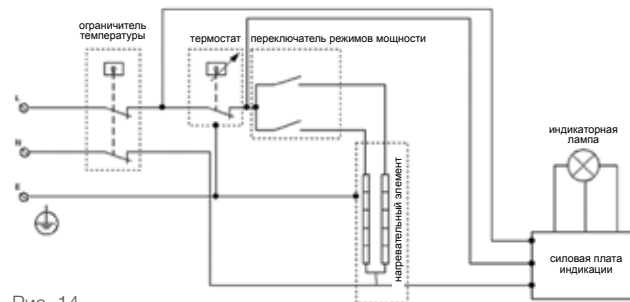 ограничитель
температуры
термостат
переключатель режимов мощности
L
N
E
нагревательный элемент
индикаторная
лампа
силовая плата
индикации
Рис. 14